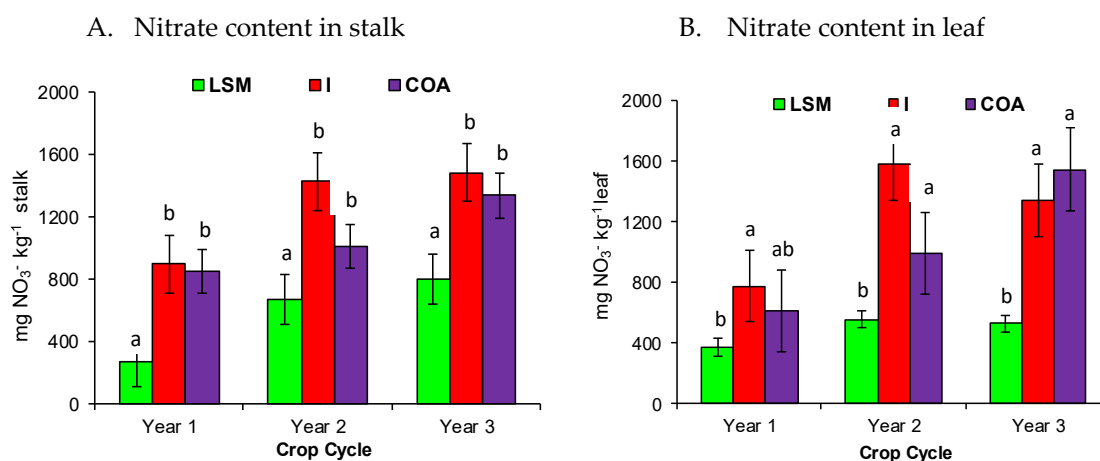 A. Nitrate content in stalk
LSM I COA
mg NO₃- kg⁻¹ stalk
2000
1600
1200
800
400
0
a b b
a b b
a b b
Year 1 Year 2 Year 3
Crop Cycle
B. Nitrate content in leaf
LSM I COA
mg NO₃- kg⁻¹ leaf
2000
1600
1200
800
400
0
b a ab
b a a
b a a
Year 1 Year 2 Year 3
Crop Cycle